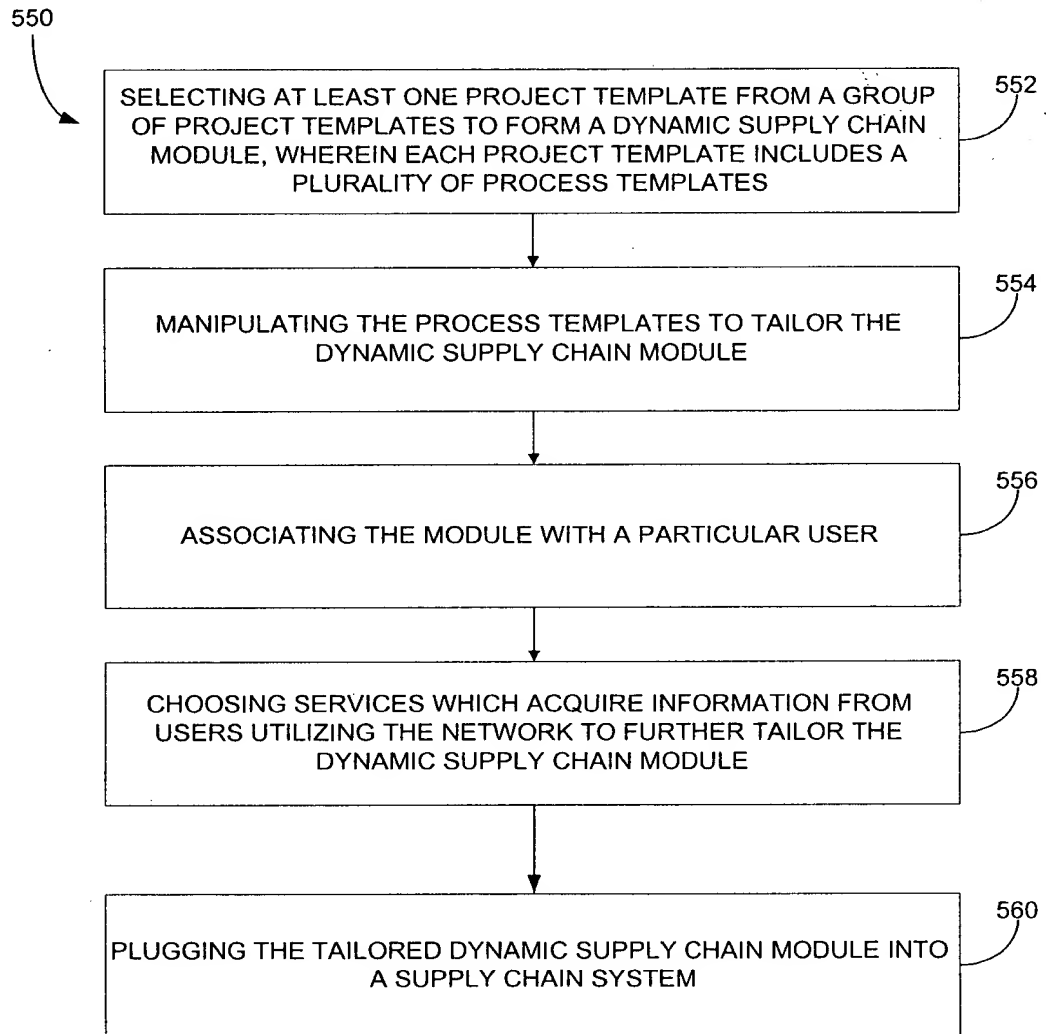 550
SELECTING AT LEAST ONE PROJECT TEMPLATE FROM A GROUP
OF PROJECT TEMPLATES TO FORM A DYNAMIC SUPPLY CHAIN
MODULE, WHEREIN EACH PROJECT TEMPLATE INCLUDES A
PLURALITY OF PROCESS TEMPLATES
552
MANIPULATING THE PROCESS TEMPLATES TO TAILOR THE
DYNAMIC SUPPLY CHAIN MODULE
554
ASSOCIATING THE MODULE WITH A PARTICULAR USER
556
CHOOSING SERVICES WHICH ACQUIRE INFORMATION FROM
USERS UTILIZING THE NETWORK TO FURTHER TAILOR THE
DYNAMIC SUPPLY CHAIN MODULE
558
PLUGGING THE TAILORED DYNAMIC SUPPLY CHAIN MODULE INTO
A SUPPLY CHAIN SYSTEM
560